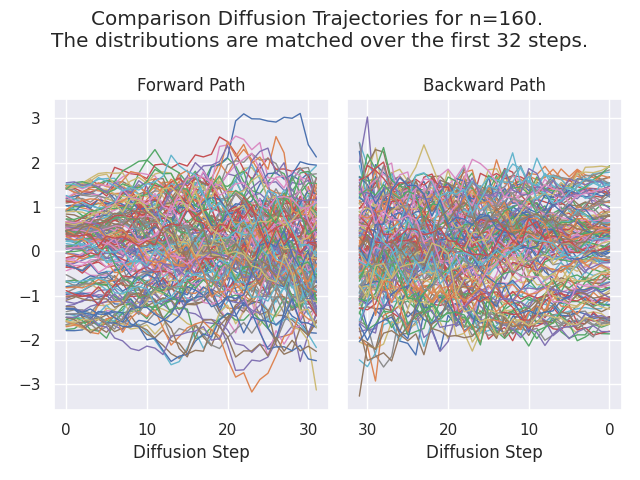 Comparison Diffusion Trajectories for n=160.
The distributions are matched over the first 32 steps.
Forward Path
Backward Path
3
2
1
0
−1
−2
−3
0 10 20 30
30 20 10 0
Diffusion Step
Diffusion Step